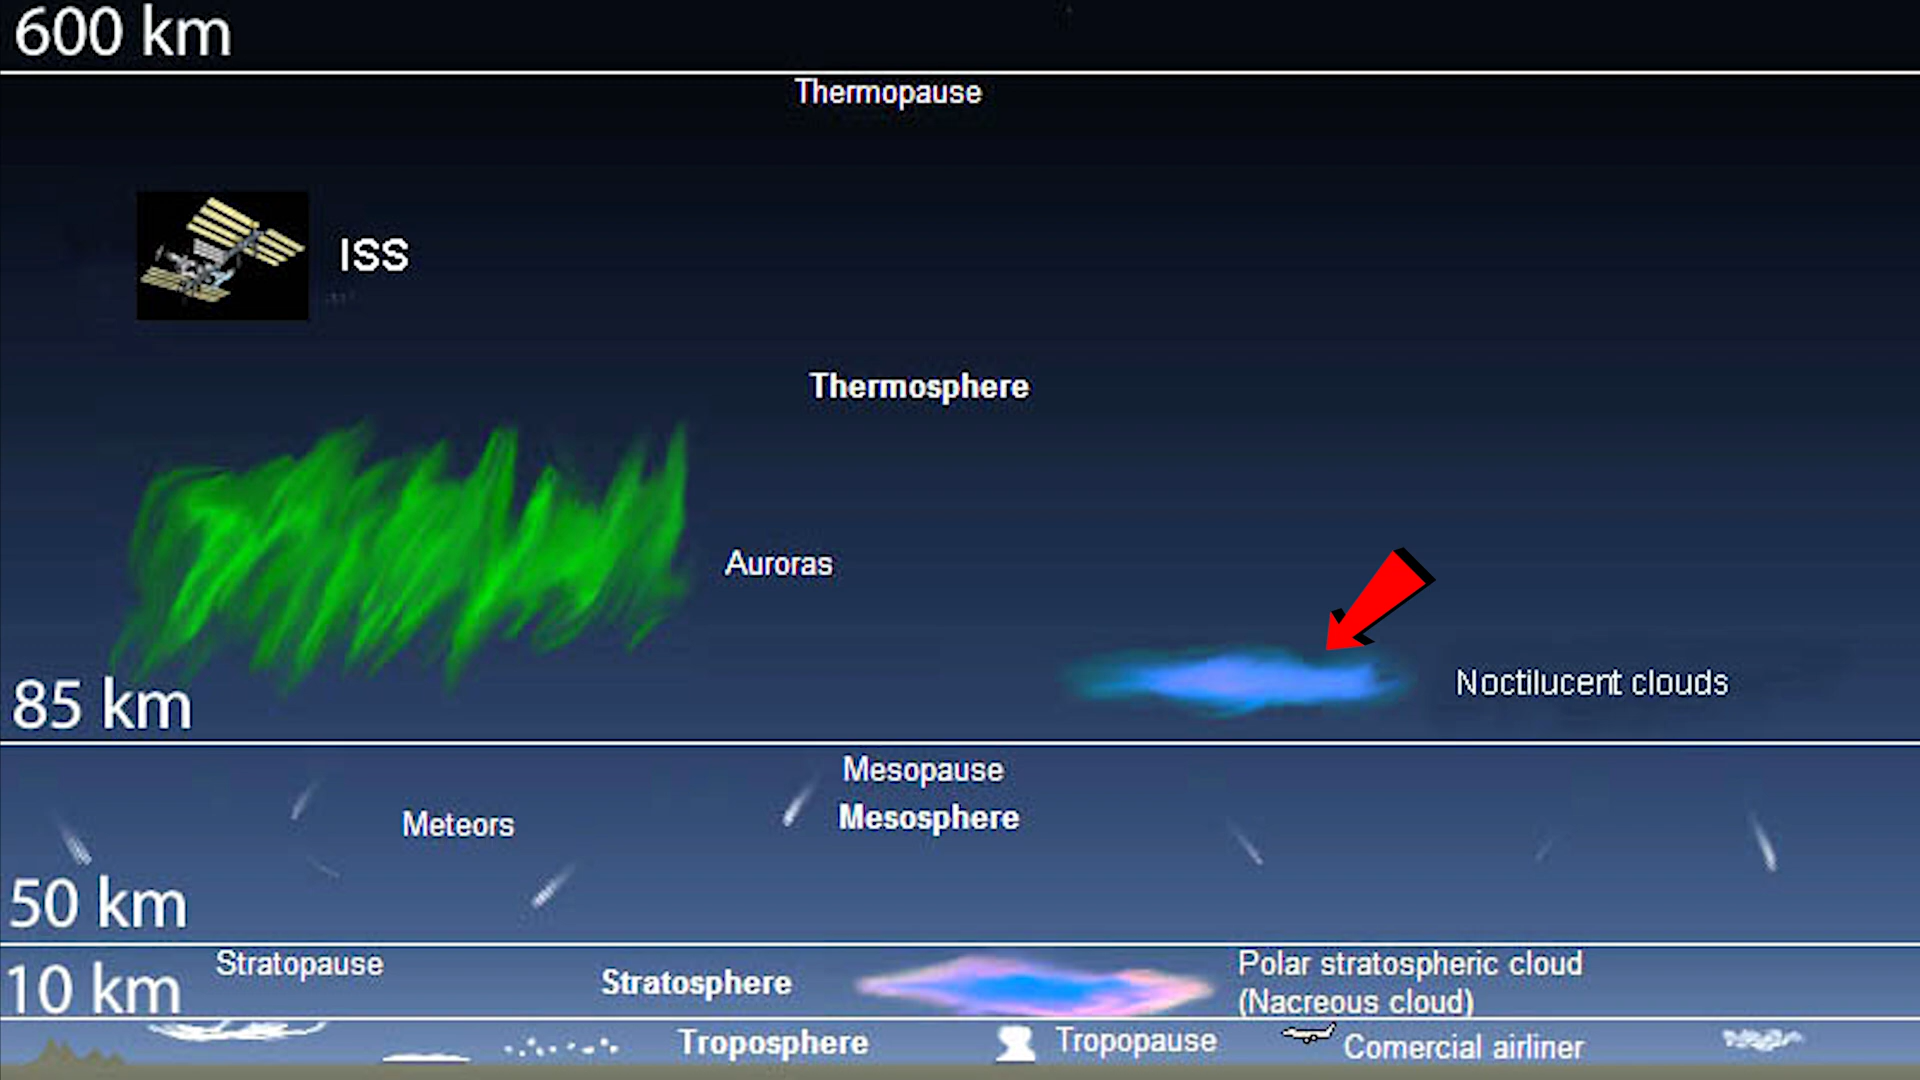 600 km
Thermopause
ISS
Thermosphere
Auroras
85 km
Noctilucent clouds
Mesopause
Meteors
Mesosphere
50 km
Stratopause
10 km
Stratosphere
Polar stratospheric cloud
(Nacreous cloud)
Troposphere
Tropopause
Comercial airliner